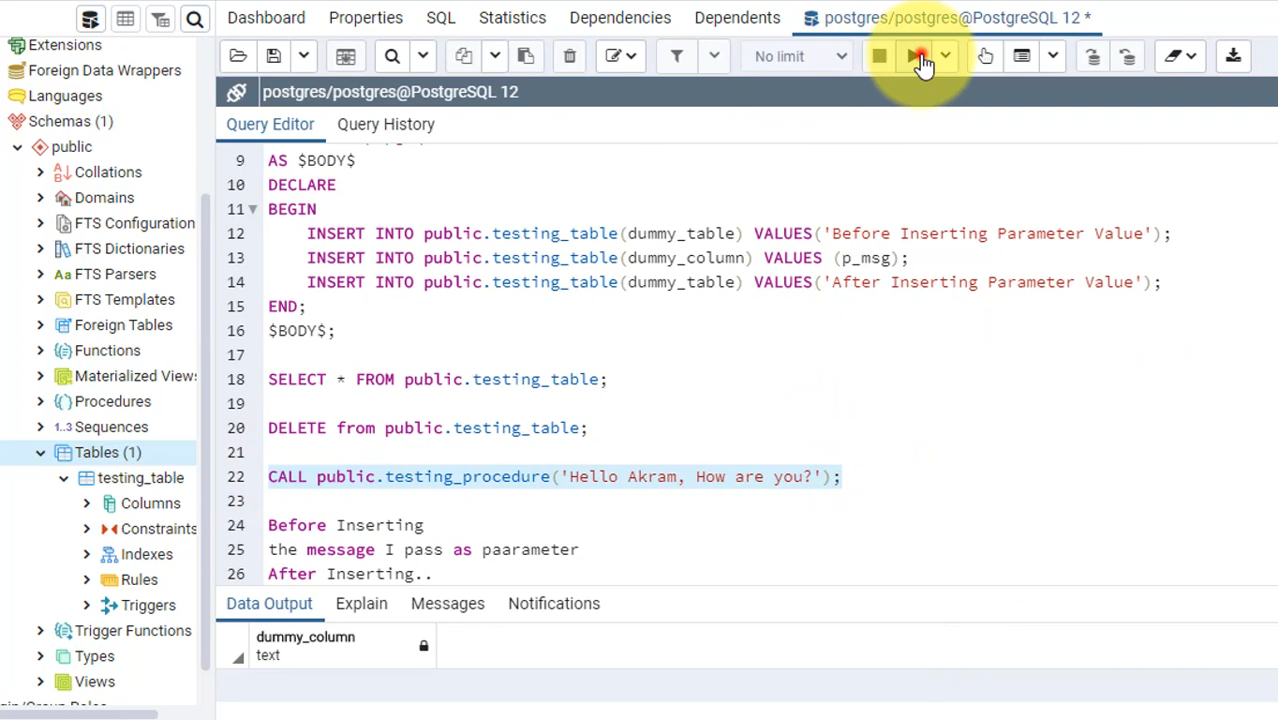 Dashboard Properties SQL Statistics Dependencies Dependents postgres/postgres@PostgreSQL 12 *
No limit
postgres/postgres@PostgreSQL 12
Query Editor Query History
Extensions
Foreign Data Wrappers
Languages
Schemas (1)
public
Collations
Domains
FTS Configuration
FTS Dictionaries
FTS Parsers
FTS Templates
Foreign Tables
Functions
Materialized Views
Procedures
1..3 Sequences
Tables (1)
testing_table
Columns
Constraints
Indexes
Rules
Triggers
Trigger Functions
Types
Views
9 AS $BODY$
10 DECLARE
11 BEGIN
12 INSERT INTO public.testing_table(dummy_table) VALUES('Before Inserting Parameter Value');
13 INSERT INTO public.testing_table(dummy_column) VALUES (p_msg);
14 INSERT INTO public.testing_table(dummy_table) VALUES('After Inserting Parameter Value');
15 END;
16 $BODY$;
17
18 SELECT * FROM public.testing_table;
19
20 DELETE from public.testing_table;
21
22 CALL public.testing_procedure('Hello Akram, How are you?');
23
24 Before Inserting
25 the message I pass as paarameter
26 After Inserting..
Data Output Explain Messages Notifications
dummy_column
text